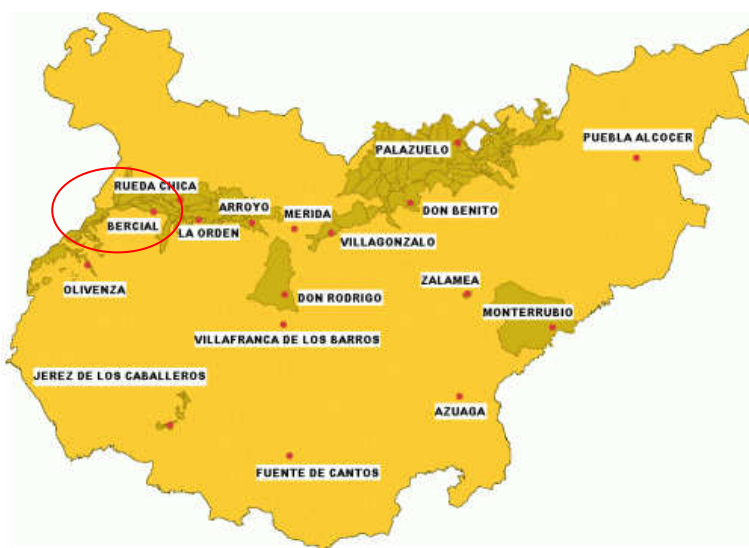 PUEBLA ALCOCER
PALAZUELO
RUEDA CHICA
ARROYO
MERIDA
DON BENITO
BERCIAL
LA ORDEN
VILLAGONZALO
OLIVENZA
ZALAMEA
DON RODRIGO
MONTERRUBIO
VILLAFRANCA DE LOS BARROS
JEREZ DE LOS CABALLEROS
AZUAGA
FUENTE DE CANTOS